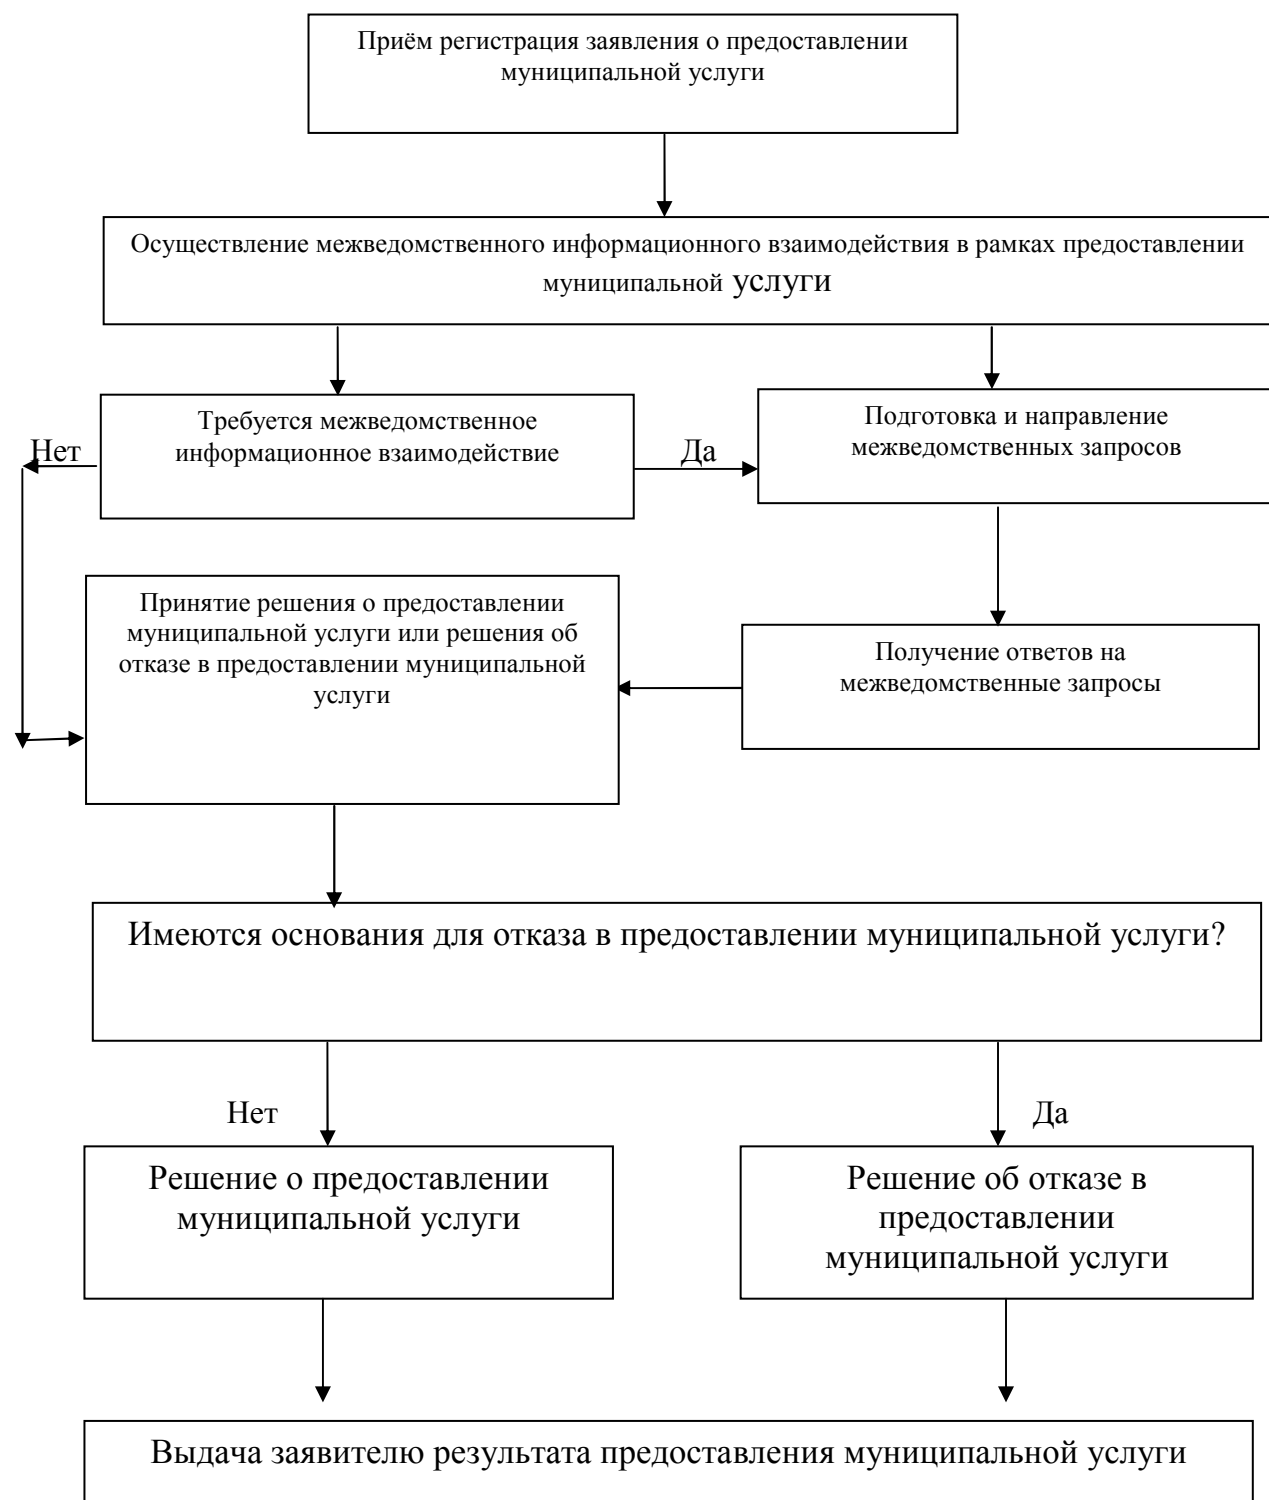 Приём регистрация заявления о предоставлении
муниципальной услуги
Осуществление межведомственного информационного взаимодействия в рамках предоставлении
муниципальной услуги
Требуется межведомственное
информационное взаимодействие
Нет
Да
Подготовка и направление
межведомственных запросов
Принятие решения о предоставлении
муниципальной услуги или решения об
отказе в предоставлении муниципальной
услуги
Получение ответов на
межведомственные запросы
Имеются основания для отказа в предоставлении муниципальной услуги?
Нет
Да
Решение о предоставлении
муниципальной услуги
Решение об отказе в
предоставлении
муниципальной услуги
Выдача заявителю результата предоставления муниципальной услуги